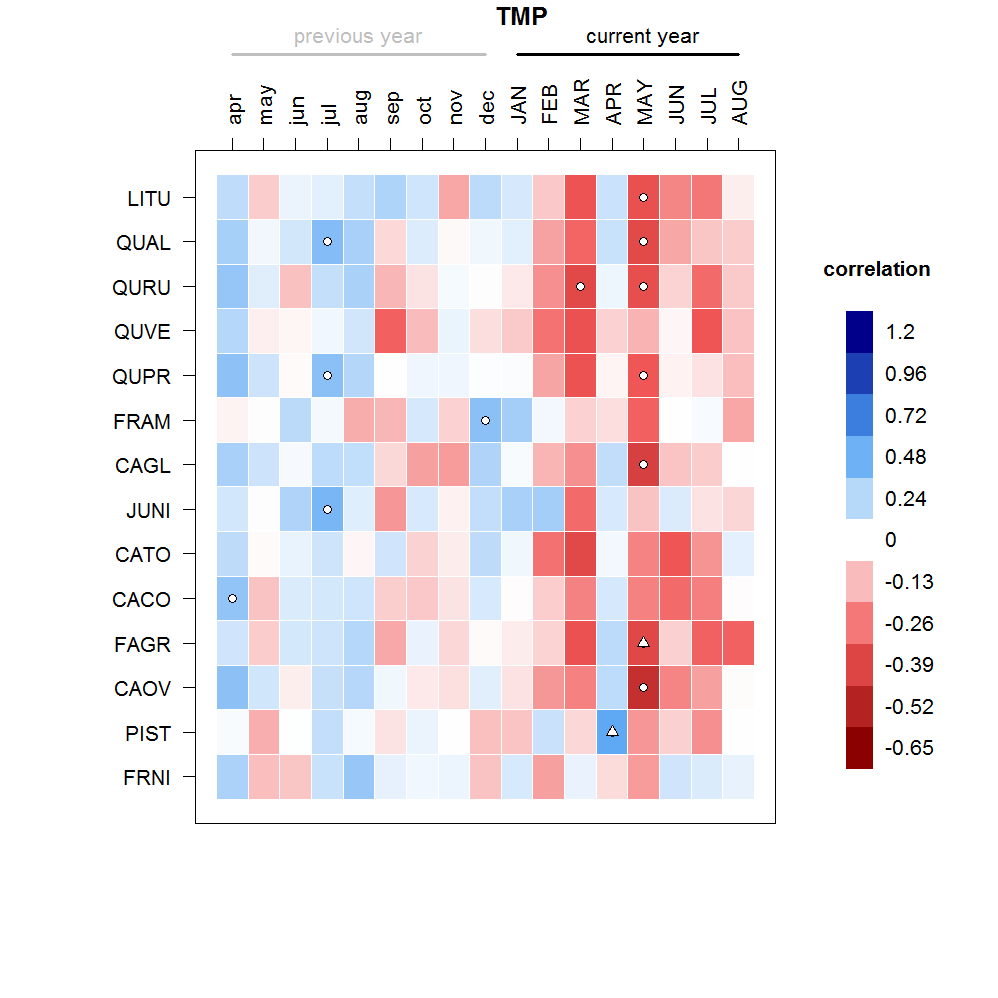 TMP
previous year current year
apr may jun jul aug sep oct nov dec JAN FEB MAR APR MAY JUN JUL AUG
LITU
QUAL
QURU
QUVE
QUPR
FRAM
CAGL
JUNI
CATO
CACO
FAGR
CAOV
PIST
FRNI
correlation
1.2
0.96
0.72
0.48
0.24
0
-0.13
-0.26
-0.39
-0.52
-0.65